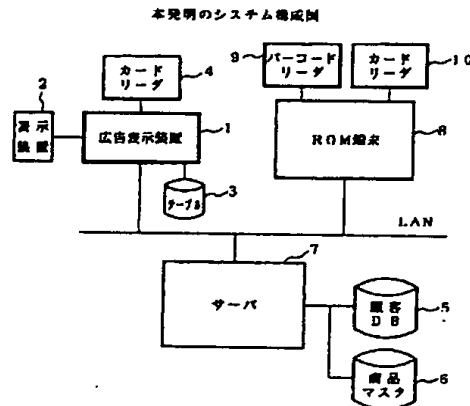 本発明のシステム構成図
9
バーコード
リーダ
カード
リーダ
10
カード
リーダ
4
2
表示
装置
広告表示装置
1
ROM端末
8
テーブル
3
LAN
7
サーバ
顧客
DB
5
商品
マスタ
6